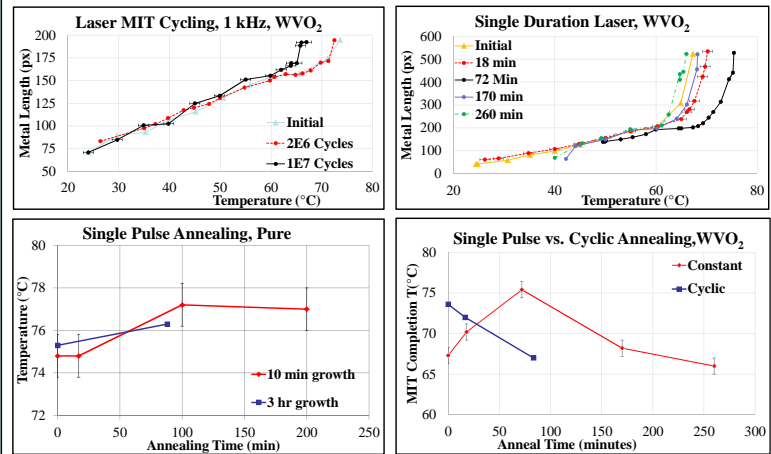 Laser MIT Cycling, 1 kHz, WVO₂
Metal Length (px)
200
175
150
125
100
75
50
Initial
2E6 Cycles
1E7 Cycles
20 30 40 50 60 70 80
Temperature (°C)
Single Duration Laser, WVO₂
Metal Length (px)
600
500
400
300
200
100
0
Initial
18 min
72 Min
170 min
260 min
20 40 60 80
Temperature (°C)
Single Pulse Annealing, Pure
Temperature (°C)
80
78
76
74
72
10 min growth
3 hr growth
0 50 100 150 200 250
Annealing Time (min)
Single Pulse vs. Cyclic Annealing,WVO₂
MIT Completion T(°C)
80
75
70
65
60
Constant
Cyclic
0 50 100 150 200 250 300
Anneal Time (minutes)